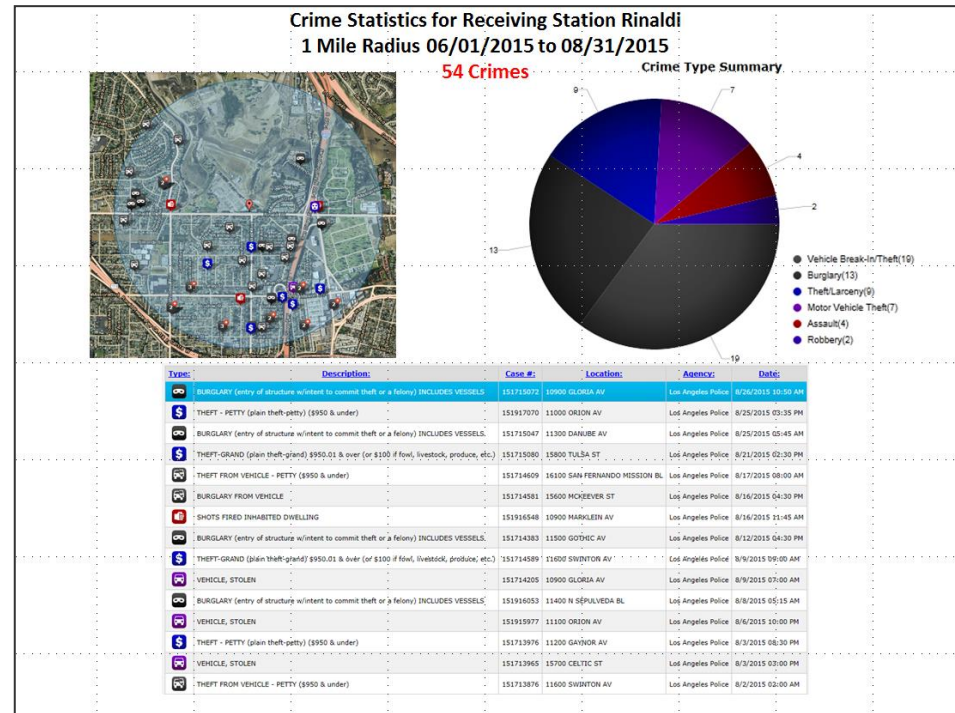 Crime Statistics for Receiving Station Rinaldi
1 Mile Radius 06/01/2015 to 08/31/2015
54 Crimes
Crime Type Summary
9
7
4
2
13
19
Vehicle Break-In/Theft(19)
Burglary(13)
Theft/Larceny(9)
Motor Vehicle Theft(7)
Assault(4)
Robbery(2)
Type: Description: Case #: Location: Agency: Date:
BURGLARY (entry of structure w/intent to commit theft or a felony) INCLUDES VESSELS. 151715072 10900 GLORIA AV Los Angeles Police 8/26/2015 10:50 AM
THEFT - PETTY (plain theft-petty) ($950 & under) 151917070 11000 ORION AV Los Angeles Police 8/25/2015 03:35 PM
BURGLARY (entry of structure w/intent to commit theft or a felony) INCLUDES VESSELS. 151715047 11300 DANUBE AV Los Angeles Police 8/25/2015 05:45 AM
THEFT-GRAND (plain theft-grand) $950.01 & over (or $100 if fowl, livestock, produce, etc.) 151715080 15800 TULSA ST Los Angeles Police 8/21/2015 02:30 PM
THEFT FROM VEHICLE - PETTY ($950 & under) 151714609 16100 SAN FERNANDO MISSION BL Los Angeles Police 8/17/2015 08:00 AM
BURGLARY FROM VEHICLE 151714581 15600 MCKEEVER ST Los Angeles Police 8/16/2015 04:30 PM
SHOTS FIRED INHABITED DWELLING 151916548 10900 MARKLEIN AV Los Angeles Police 8/16/2015 11:45 AM
BURGLARY (entry of structure w/intent to commit theft or a felony) INCLUDES VESSELS. 151714383 11500 GOTHIC AV Los Angeles Police 8/12/2015 04:30 PM
THEFT-GRAND (plain theft-grand) $950.01 & over (or $100 if fowl, livestock, produce, etc.) 151714589 11600 SWINTON AV Los Angeles Police 8/9/2015 09:00 AM
VEHICLE, STOLEN 151714205 10900 GLORIA AV Los Angeles Police 8/9/2015 07:00 AM
BURGLARY (entry of structure w/intent to commit theft or a felony) INCLUDES VESSELS. 151916053 11400 N SEPULVEDA BL Los Angeles Police 8/8/2015 05:15 AM
VEHICLE, STOLEN 151915977 11100 ORION AV Los Angeles Police 8/6/2015 10:00 PM
THEFT - PETTY (plain theft-petty) ($950 & under) 151713976 11200 GAYNOR AV Los Angeles Police 8/3/2015 08:30 PM
VEHICLE, STOLEN 151713965 15700 CELTIC ST Los Angeles Police 8/3/2015 03:00 PM
THEFT FROM VEHICLE - PETTY ($950 & under) 151713876 11600 SWINTON AV Los Angeles Police 8/2/2015 02:00 AM